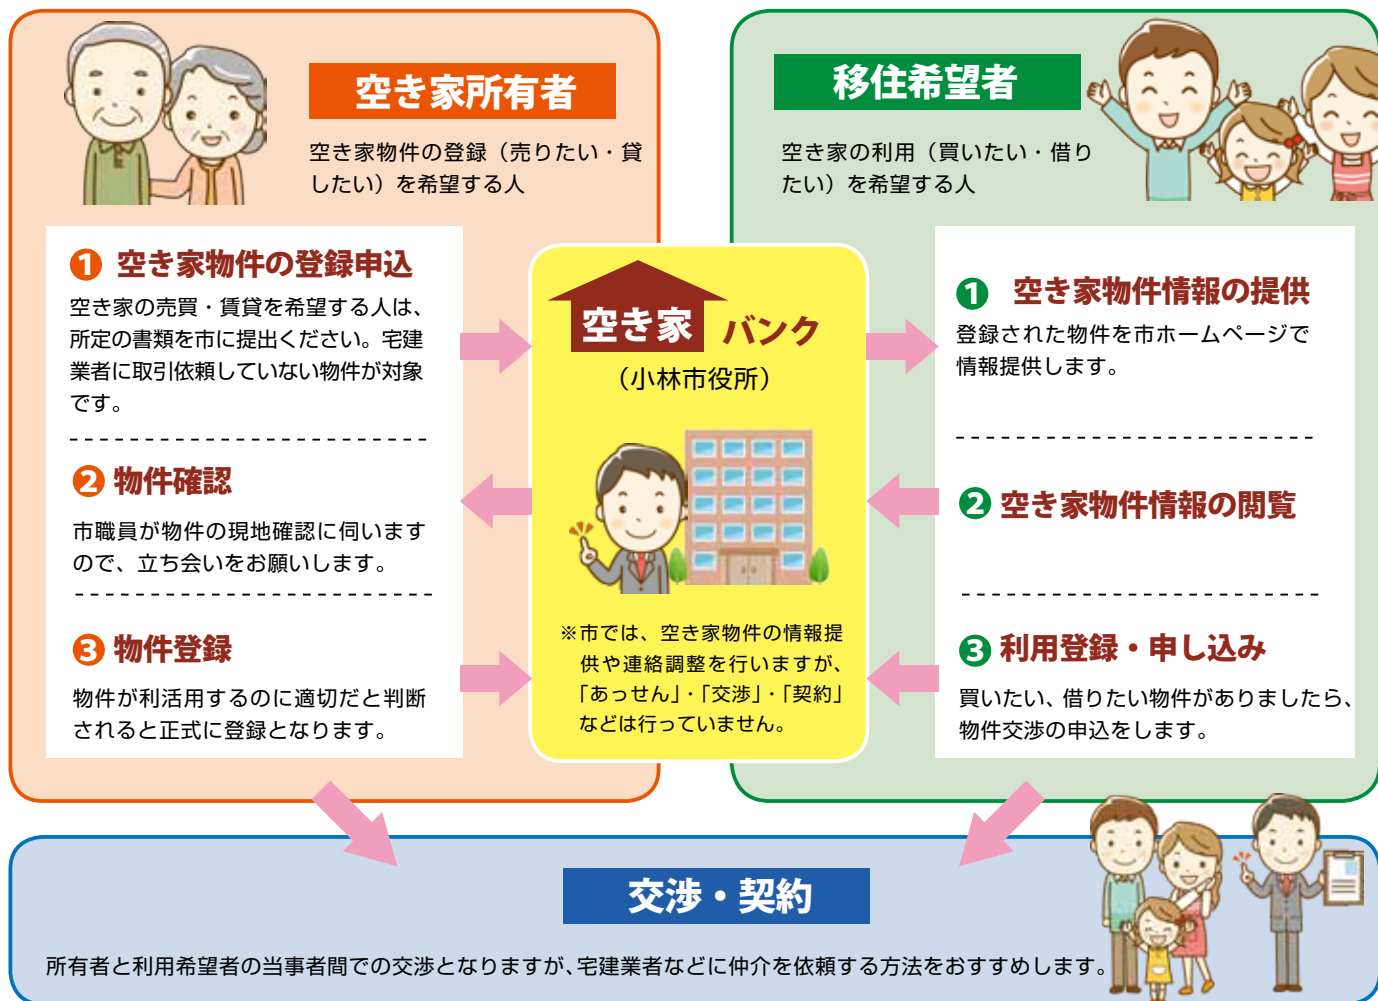 空き家所有者
空き家物件の登録（売りたい・貸
したい）を希望する人
❶ 空き家物件の登録申込
空き家の売買・賃貸を希望する人は、
所定の書類を市に提出ください。宅建
業者に取引依頼していない物件が対象
です。
❷ 物件確認
市職員が物件の現地確認に伺います
ので、立ち会いをお願いします。
❸ 物件登録
物件が利活用するのに適切だと判断
されると正式に登録となります。
空き家 バンク
（小林市役所）
※市では、空き家物件の情報提
供や連絡調整を行いますが、
「あっせん」・「交渉」・「契約」
などは行っていません。
移住希望者
空き家の利用（買いたい・借り
たい）を希望する人
❶ 空き家物件情報の提供
登録された物件を市ホームページで
情報提供します。
❷ 空き家物件情報の閲覧
❸ 利用登録・申し込み
買いたい、借りたい物件がありましたら、
物件交渉の申込をします。
交渉・契約
所有者と利用希望者の当事者間での交渉となりますが、宅建業者などに仲介を依頼する方法をおすすめします。